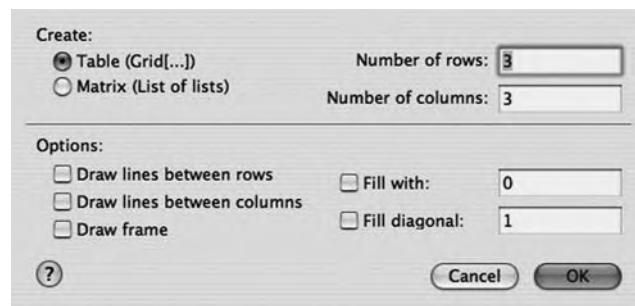 Create:
Table (Grid[...])
Matrix (List of lists)
Number of rows: 3
Number of columns: 3
Options:
Draw lines between rows
Draw lines between columns
Draw frame
Fill with: 0
Fill diagonal: 1
?
Cancel
OK